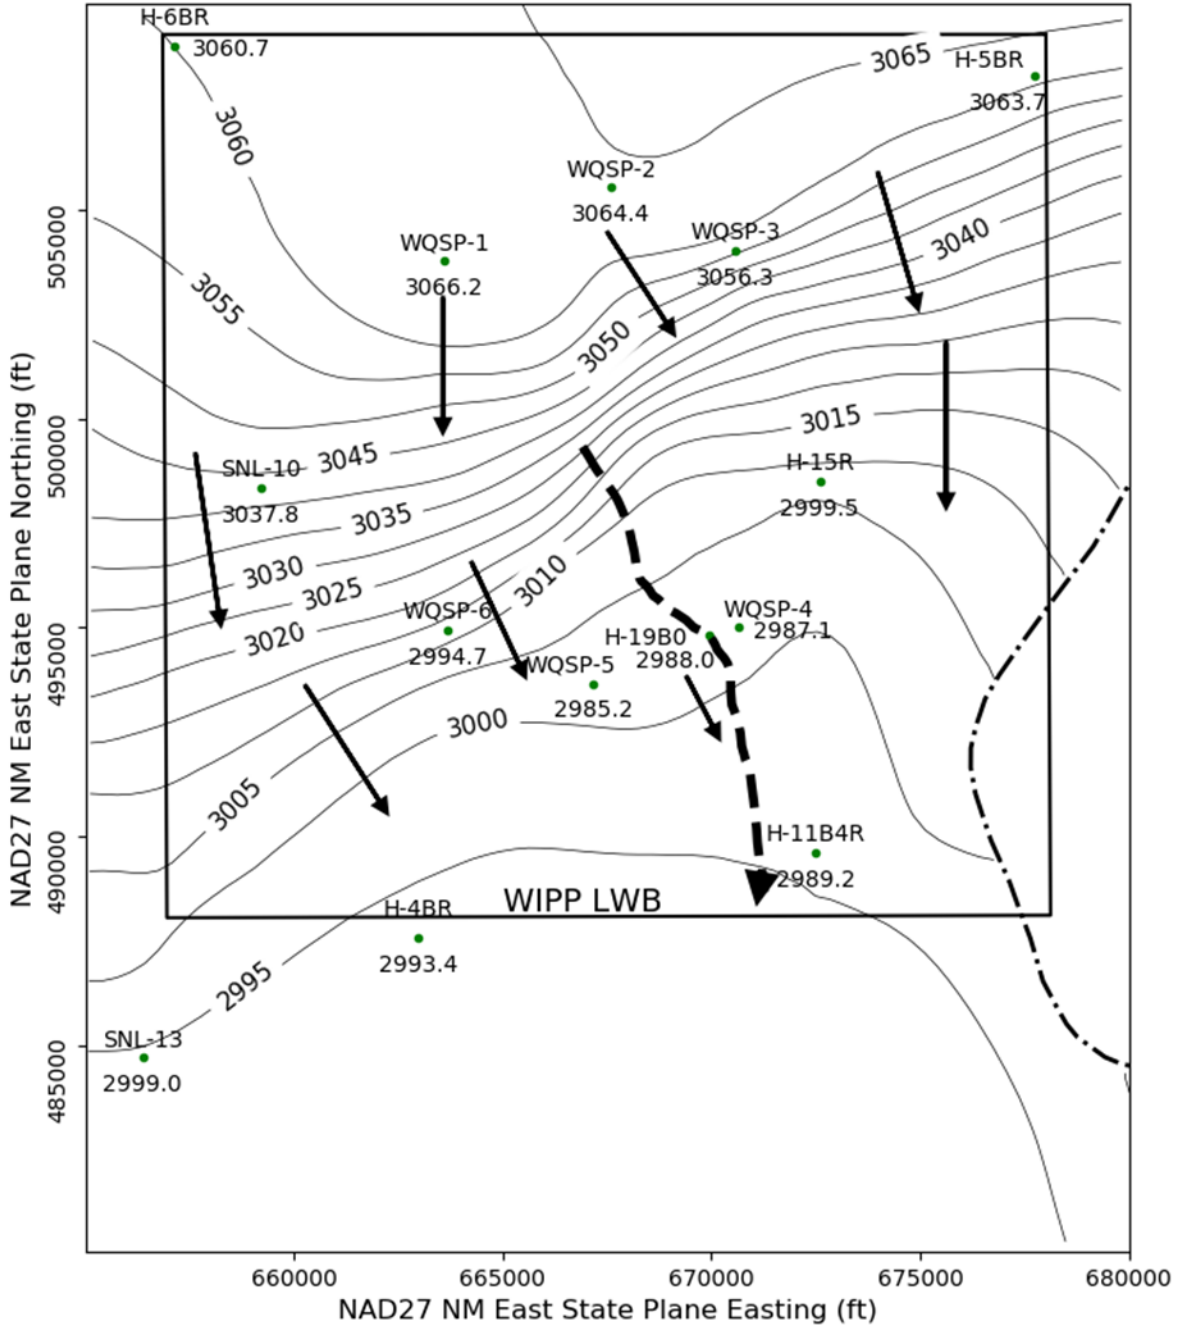 H-6BR
3060.7
3065
H-5BR
3063.7
3060
WQSP-2
3064.4
WQSP-3
3056.3
3040
WQSP-1
3066.2
3055
3050
3015
3045
SNL-10
3037.8
H-15R
2999.5
3035
3030
3025
3010
3020
WQSP-6
2994.7
WQSP-4
2987.1
H-19B0
2988.0
WQSP-5
2985.2
3000
3005
H-11B4R
2989.2
WIPP LWB
H-4BR
2993.4
2995
SNL-13
2999.0
505000
500000
495000
490000
485000
NAD27 NM East State Plane Northing (ft)
660000
665000
670000
675000
680000
NAD27 NM East State Plane Easting (ft)